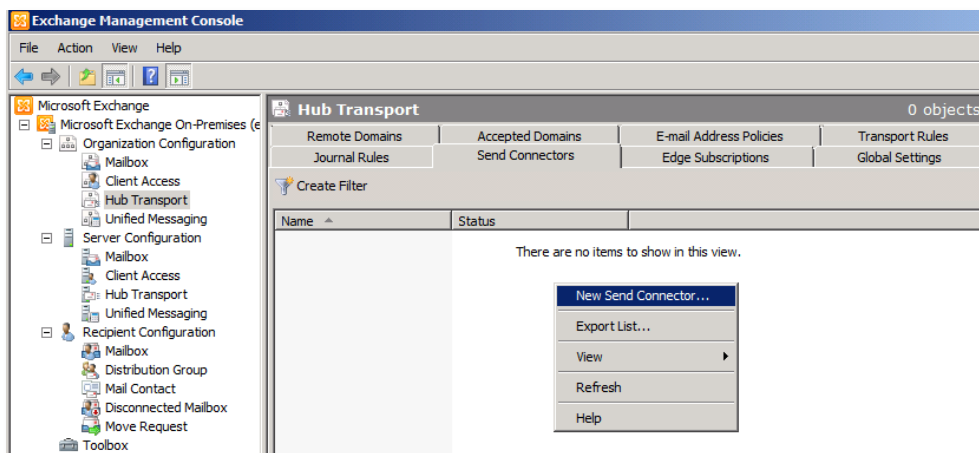 Exchange Management Console
File Action View Help
Microsoft Exchange
Microsoft Exchange On-Premises (e
Organization Configuration
Mailbox
Client Access
Hub Transport
Unified Messaging
Server Configuration
Mailbox
Client Access
Hub Transport
Unified Messaging
Recipient Configuration
Mailbox
Distribution Group
Mail Contact
Disconnected Mailbox
Move Request
Toolbox
Hub Transport 0 objects
Remote Domains Accepted Domains E-mail Address Policies Transport Rules
Journal Rules Send Connectors Edge Subscriptions Global Settings
Create Filter
Name Status
There are no items to show in this view.
New Send Connector...
Export List...
View
Refresh
Help